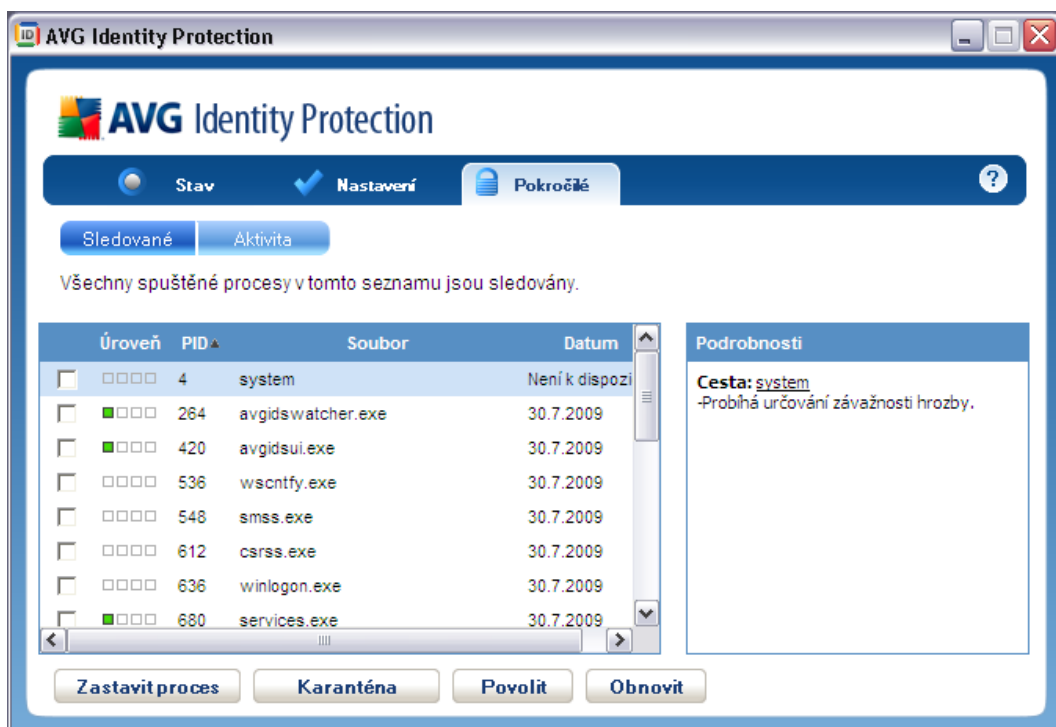 AVG Identity Protection
AVG Identity Protection
Stav Nastavení Pokročilé ?
Sledované Aktivita
Všechny spuštěné procesy v tomto seznamu jsou sledovány.
Úroveň PID Soubor Datum Podrobnosti
4 system Není k dispozi
Cesta: system
-Probíhá určování závažnosti hrozby.
264 avgidswatcher.exe 30.7.2009
420 avgidsui.exe 30.7.2009
536 wscntfy.exe 30.7.2009
548 smss.exe 30.7.2009
612 csrss.exe 30.7.2009
636 winlogon.exe 30.7.2009
680 services.exe 30.7.2009
Zastavit proces Karanténa Povolit Obnovit